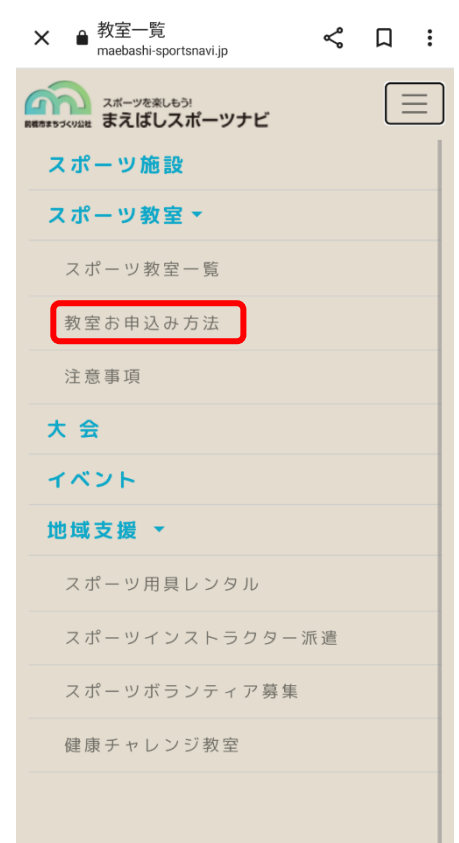 教室一覧
maebashi-sportsnavi.jp
スポーツを楽しもう!
前橋市まちづくり公社 まえばしスポーツナビ
スポーツ施設
スポーツ教室
スポーツ教室一覧
教室お申込み方法
注意事項
大会
イベント
地域支援
スポーツ用具レンタル
スポーツインストラクター派遣
スポーツボランティア募集
健康チャレンジ教室